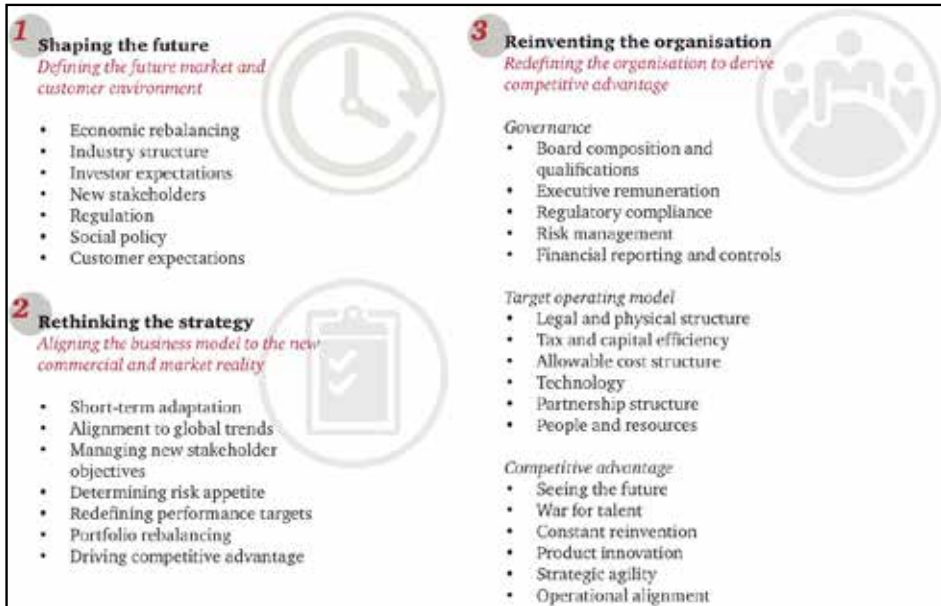 1
Shaping the future
Defining the future market and
customer environment
• Economic rebalancing
• Industry structure
• Investor expectations
• New stakeholders
• Regulation
• Social policy
• Customer expectations
2
Rethinking the strategy
Aligning the business model to the new
commercial and market reality
• Short-term adaptation
• Alignment to global trends
• Managing new stakeholder
objectives
• Determining risk appetite
• Redefining performance targets
• Portfolio rebalancing
• Driving competitive advantage
3
Reinventing the organisation
Redefining the organisation to derive
competitive advantage
Governance
• Board composition and
qualifications
• Executive remuneration
• Regulatory compliance
• Risk management
• Financial reporting and controls
Target operating model
• Legal and physical structure
• Tax and capital efficiency
• Allowable cost structure
• Technology
• Partnership structure
• People and resources
Competitive advantage
• Seeing the future
• War for talent
• Constant reinvention
• Product innovation
• Strategic agility
• Operational alignment